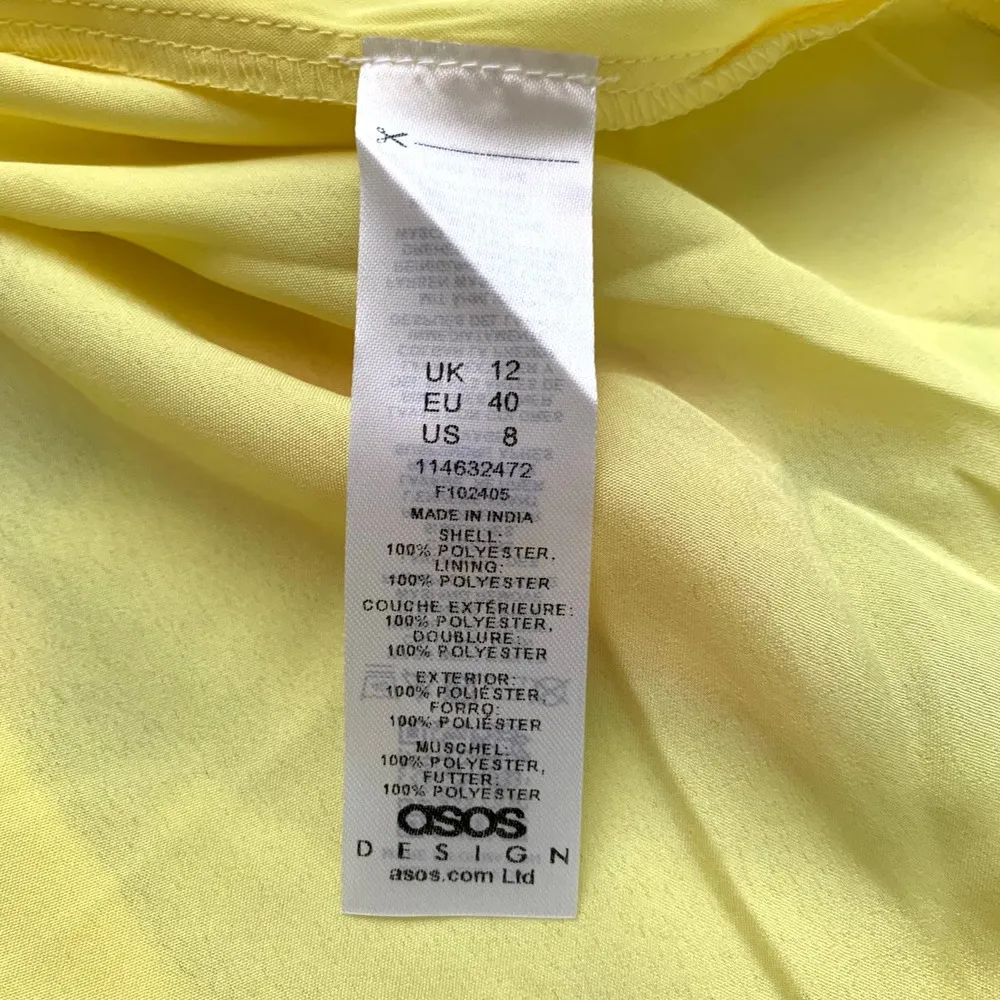 UK 12
EU 40
US 8
114632472
F102405
MADE IN INDIA
SHELL:
100% POLYESTER,
LINING:
100% POLYESTER
COUCHE EXTÉRIEURE:
100% POLYESTER,
DOUBLURE:
100% POLYESTER
EXTERIOR:
100% POLIÉSTER,
FORRO:
100% POLIÉSTER
MUSCHEL:
100% POLYESTER,
FUTTER:
100% POLYESTER
asos
DESIGN
asos.com Ltd